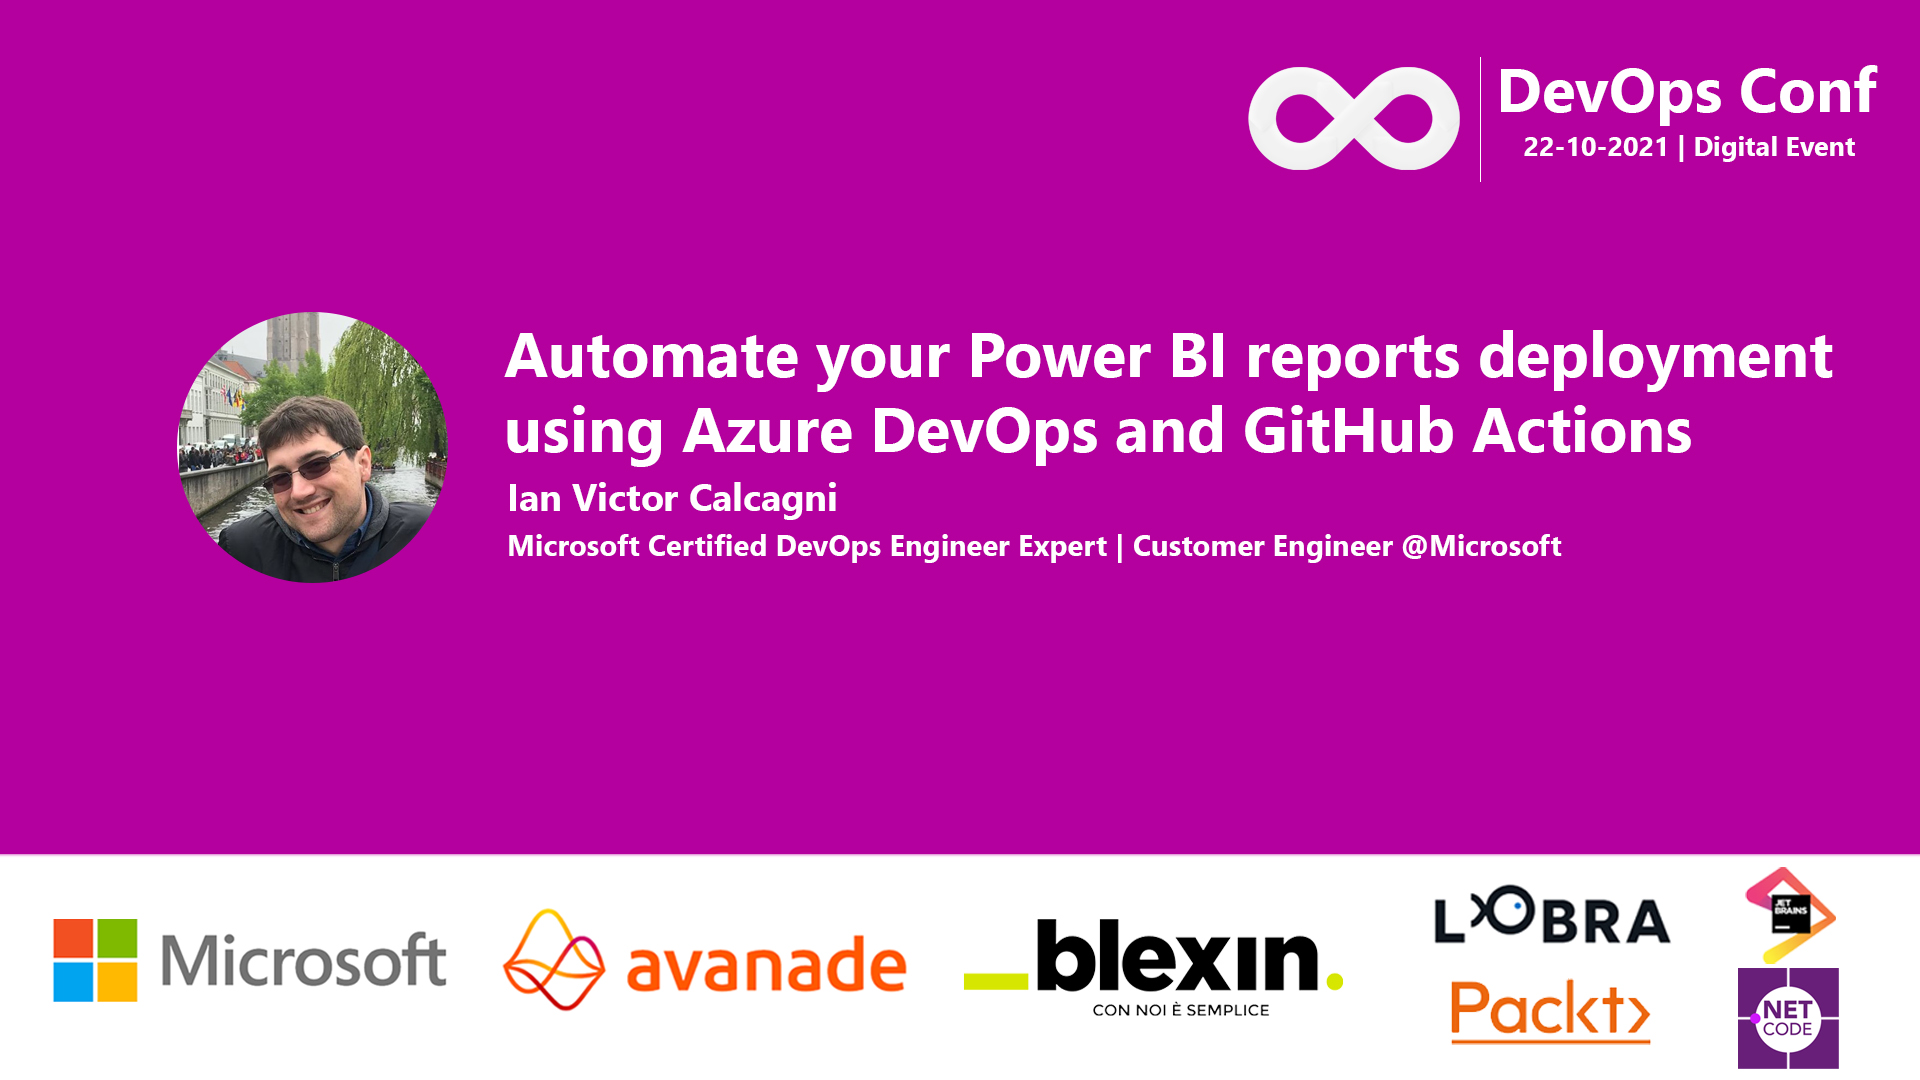 DevOps Conf
22-10-2021 | Digital Event
Automate your Power BI reports deployment
using Azure DevOps and GitHub Actions
Ian Victor Calcagni
Microsoft Certified DevOps Engineer Expert | Customer Engineer @Microsoft
Microsoft
avanade
blexin.
CON NOI È SEMPLICE
LOBRA
Packt>
JET
BRAINS
.NET
CODE